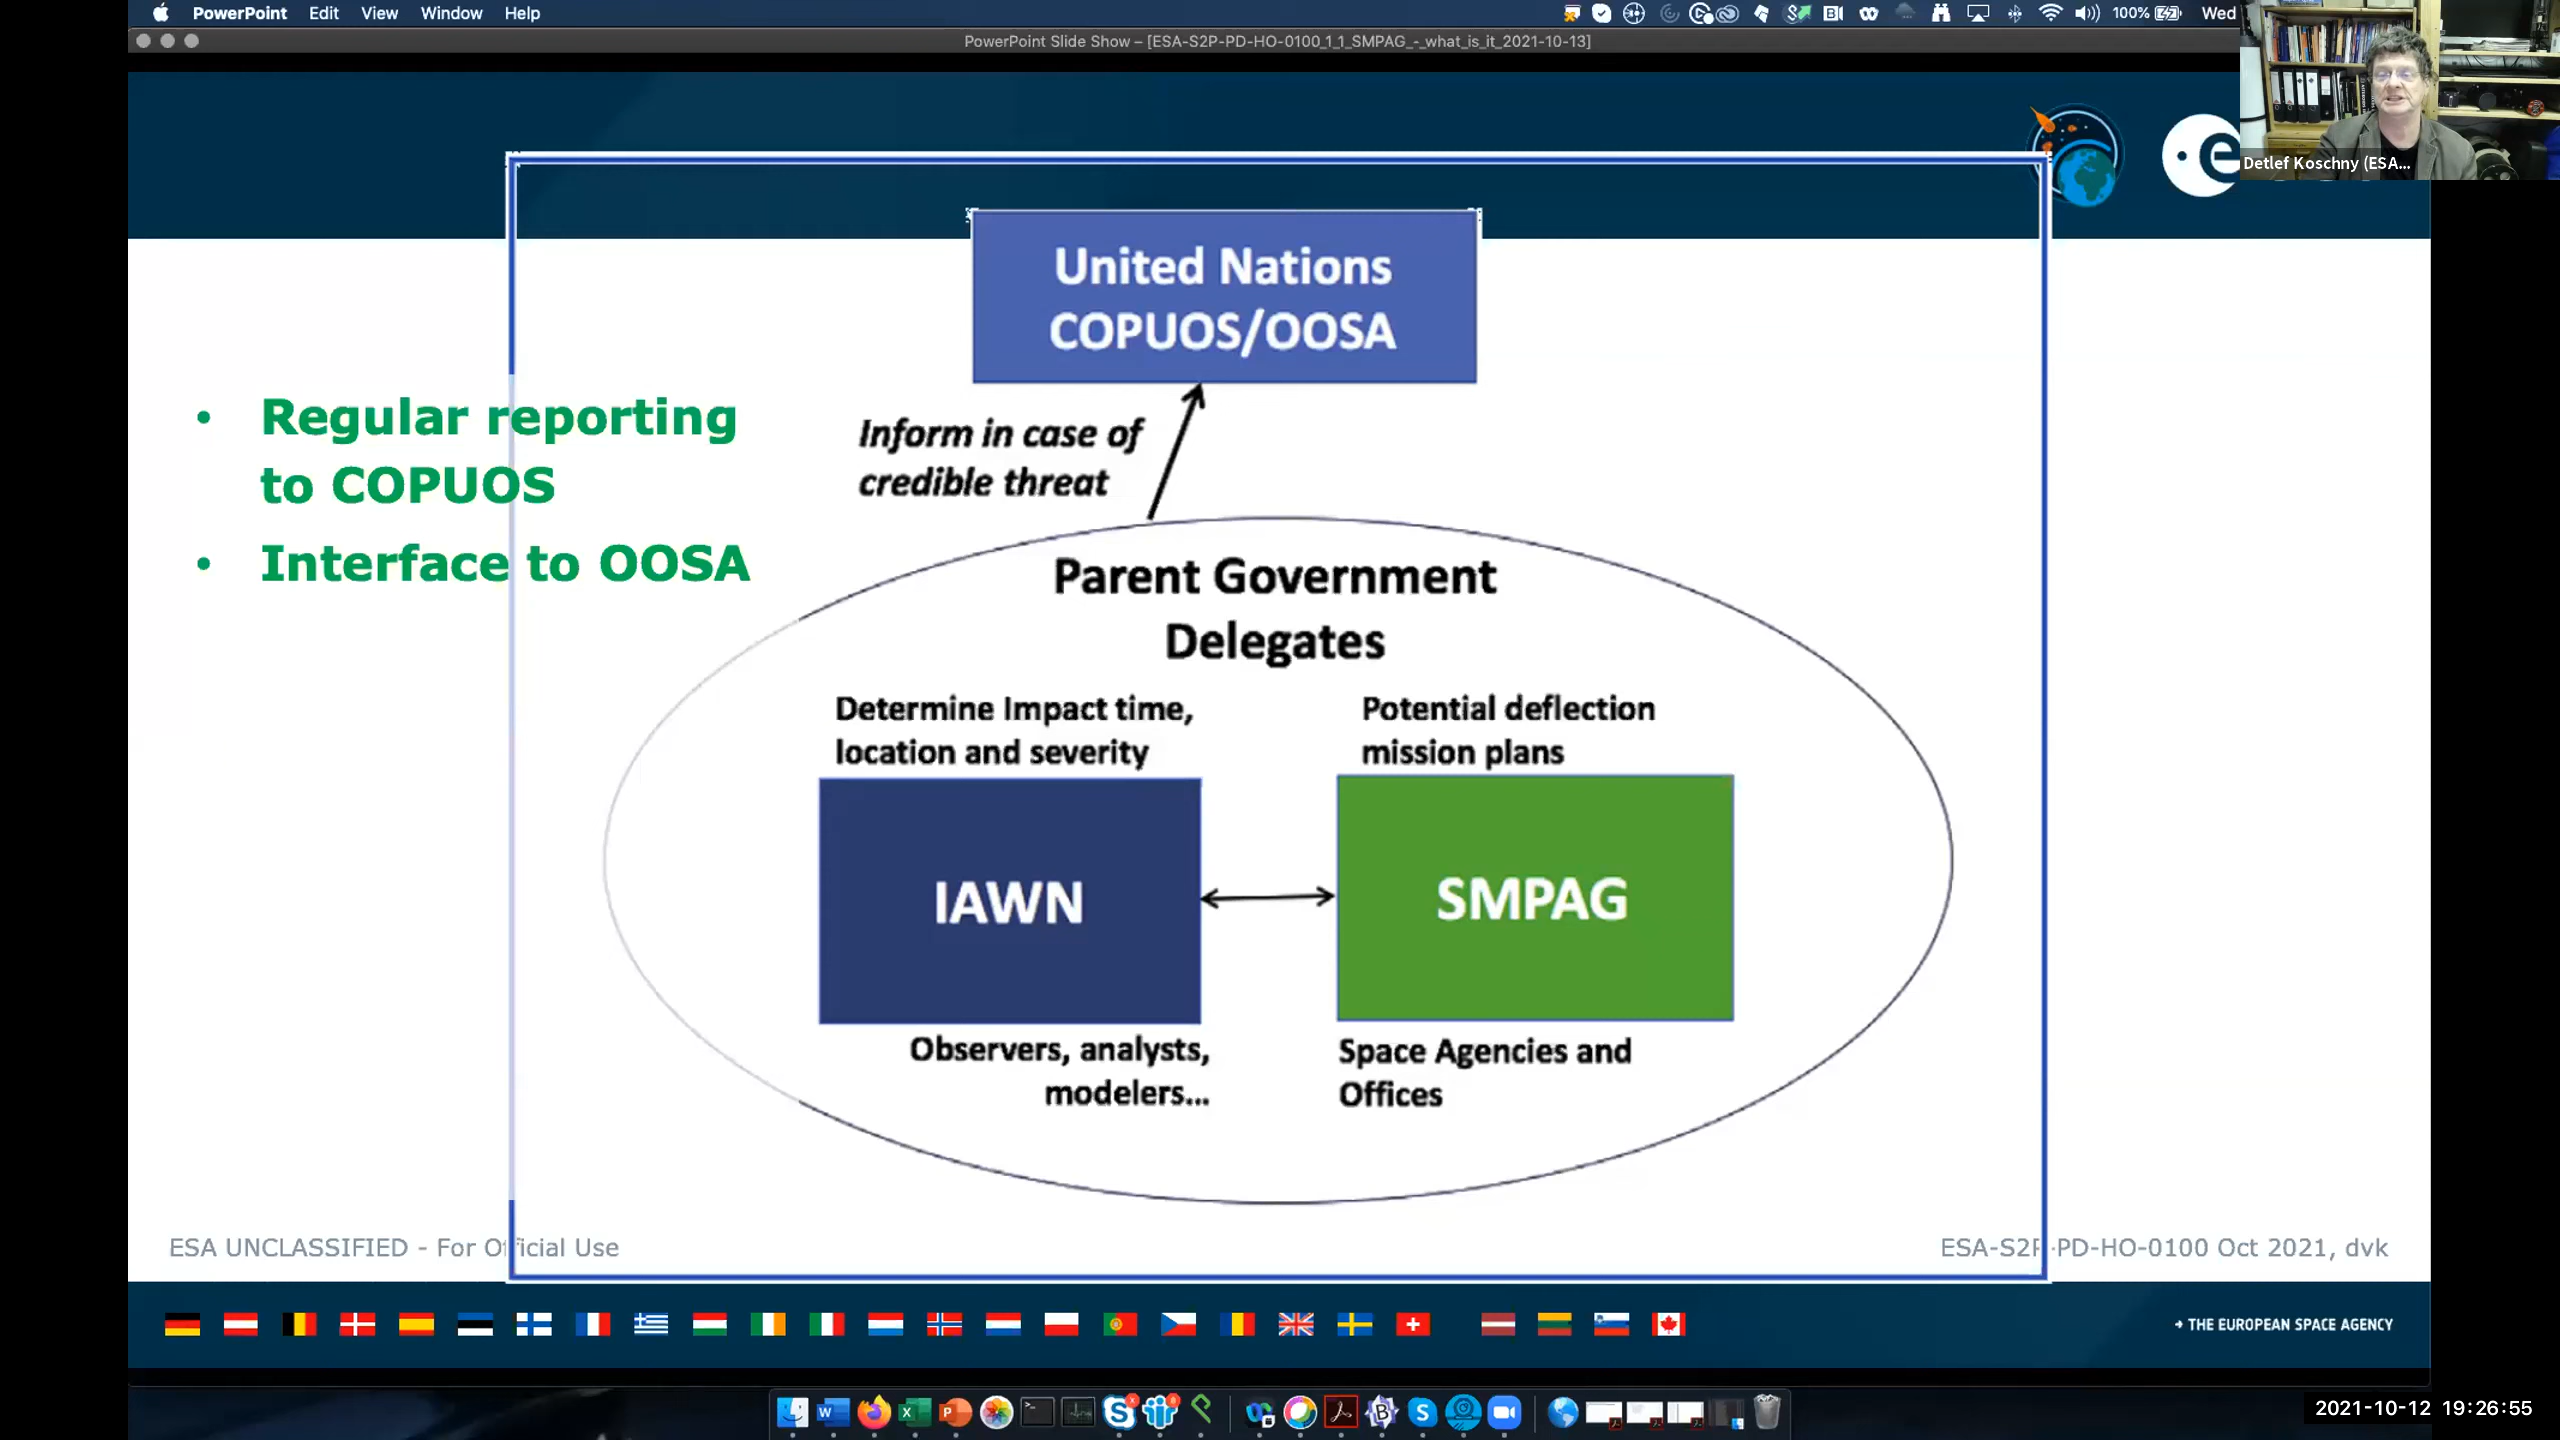 PowerPoint Edit View Window Help
100% Wed
PowerPoint Slide Show – [ESA-S2P-PD-HO-0100_1_1_SMPAG_-_what_is_it_2021-10-13]
Detlef Koschny (ESA...
United Nations
COPUOS/OOSA
Regular reporting
to COPUOS
Interface to OOSA
Inform in case of
credible threat
Parent Government
Delegates
Determine Impact time,
location and severity
Potential deflection
mission plans
IAWN
SMPAG
Observers, analysts,
modelers...
Space Agencies and
Offices
ESA UNCLASSIFIED - For Official Use
ESA-S2P-PD-HO-0100 Oct 2021, dvk
→ THE EUROPEAN SPACE AGENCY
2021-10-12 19:26:55